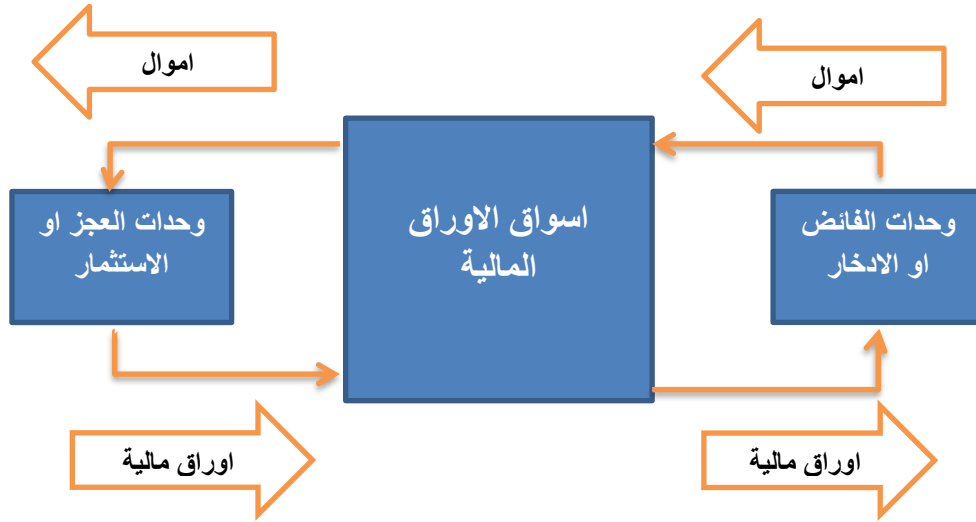 اموال
اموال
وحدات الفائض
او الادخار
اسواق الاوراق
المالية
وحدات العجز او
الاستثمار
اوراق مالية
اوراق مالية